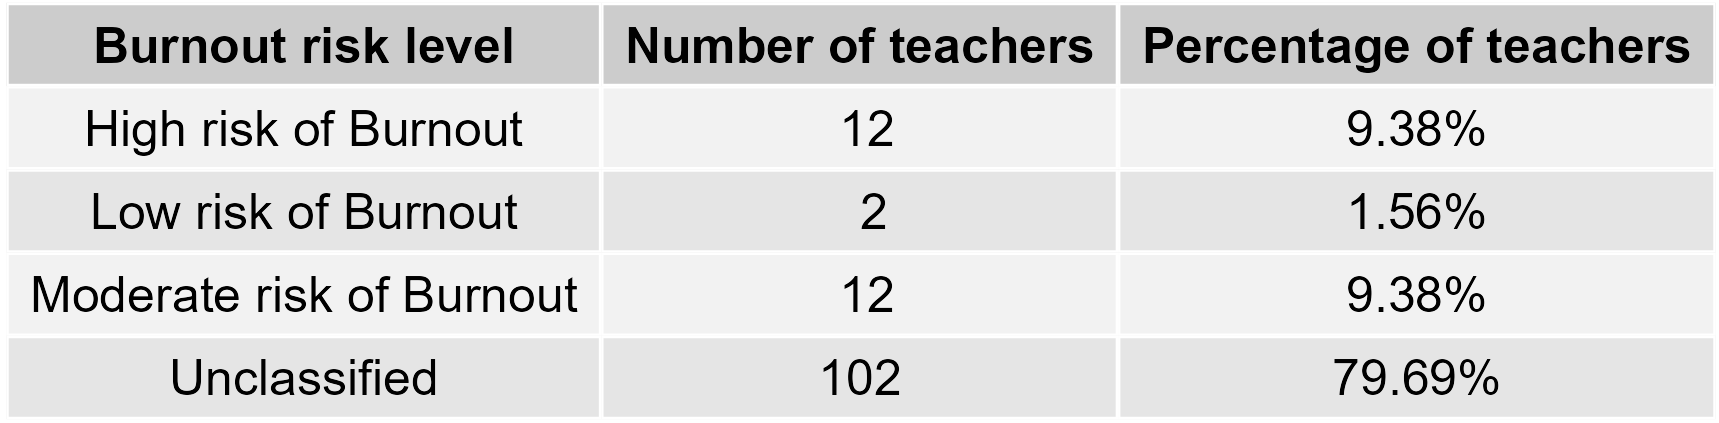 Burnout risk level Number of teachers Percentage of teachers
High risk of Burnout 12 9.38%
Low risk of Burnout 2 1.56%
Moderate risk of Burnout 12 9.38%
Unclassified 102 79.69%